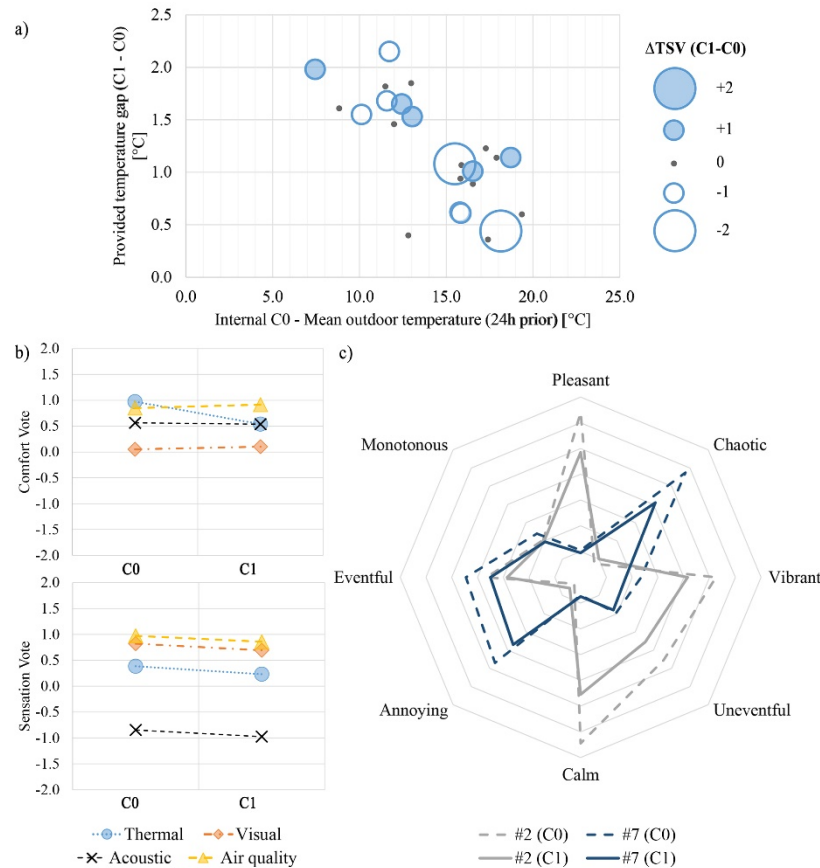 a)
Provided temperature gap (C1 - C0)
[°C]
2.5
2.0
1.5
1.0
0.5
0.0
0.0 5.0 10.0 15.0 20.0 25.0
Internal C0 - Mean outdoor temperature (24h prior) [°C]
ΔTSV (C1-C0)
+2
+1
0
-1
-2
b)
Comfort Vote
2.0
1.5
1.0
0.5
0.0
-0.5
-1.0
-1.5
-2.0
C0 C1
Sensation Vote
2.0
1.5
1.0
0.5
0.0
-0.5
-1.0
-1.5
-2.0
C0 C1
Thermal Visual
Acoustic Air quality
c)
Pleasant
Chaotic
Vibrant
Uneventful
Calm
Annoying
Eventful
Monotonous
#2 (C0) #7 (C0)
#2 (C1) #7 (C1)